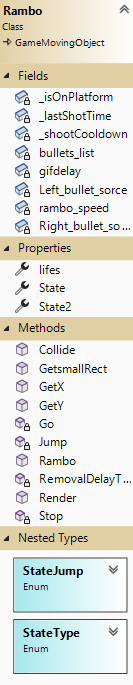 Rambo
Class
GameMovingObject
Fields
_isOnPlatform
_lastShotTime
_shootCooldown
bullets_list
gifdelay
Left_bullet_sorce
rambo_speed
Right_bullet_so...
Properties
lifes
State
State2
Methods
Collide
GetsmallRect
GetX
GetY
Go
Jump
Rambo
RemovalDelayT...
Render
Stop
Nested Types
StateJump
Enum
StateType
Enum